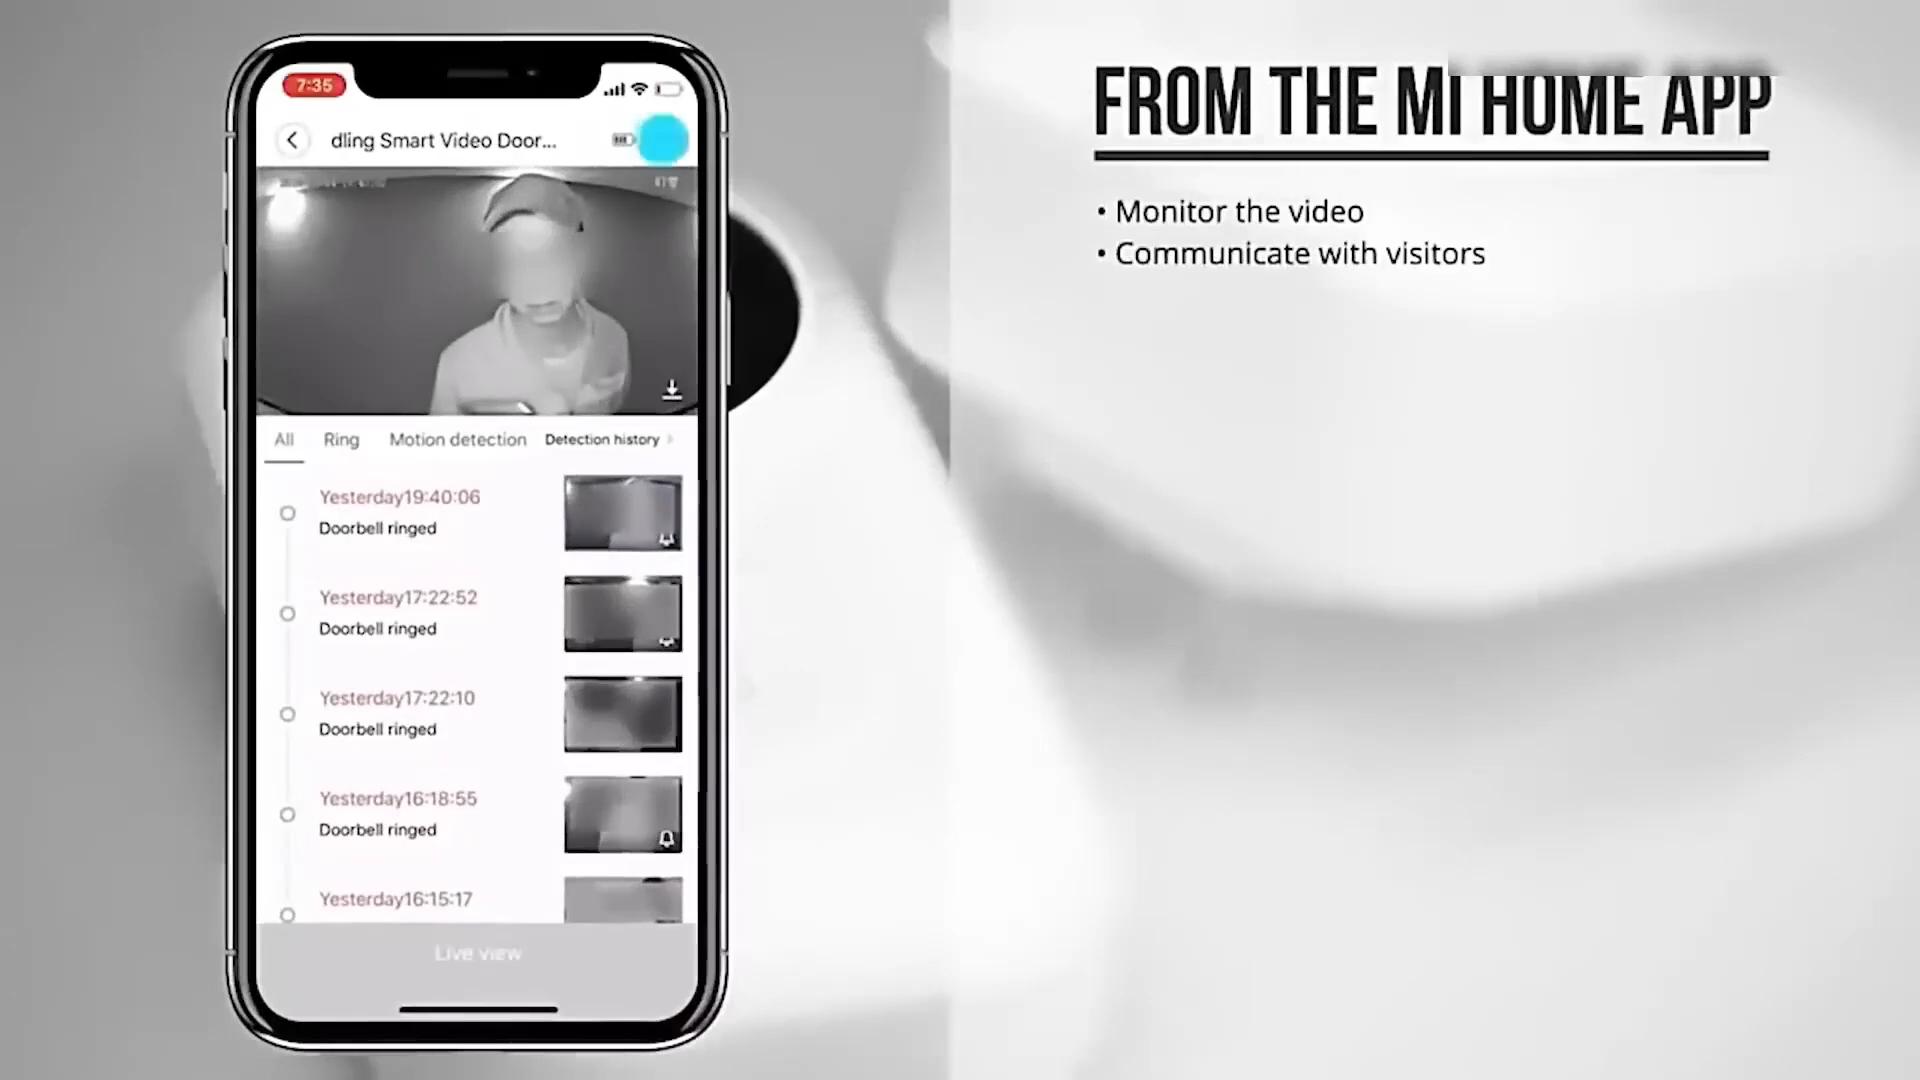 7:35
dling Smart Video Door...
All Ring Motion detection Detection history
Yesterday19:40:06
Doorbell ringed
Yesterday17:22:52
Doorbell ringed
Yesterday17:22:10
Doorbell ringed
Yesterday16:18:55
Doorbell ringed
Yesterday16:15:17
Live view
FROM THE MI HOME APP
• Monitor the video
• Communicate with visitors